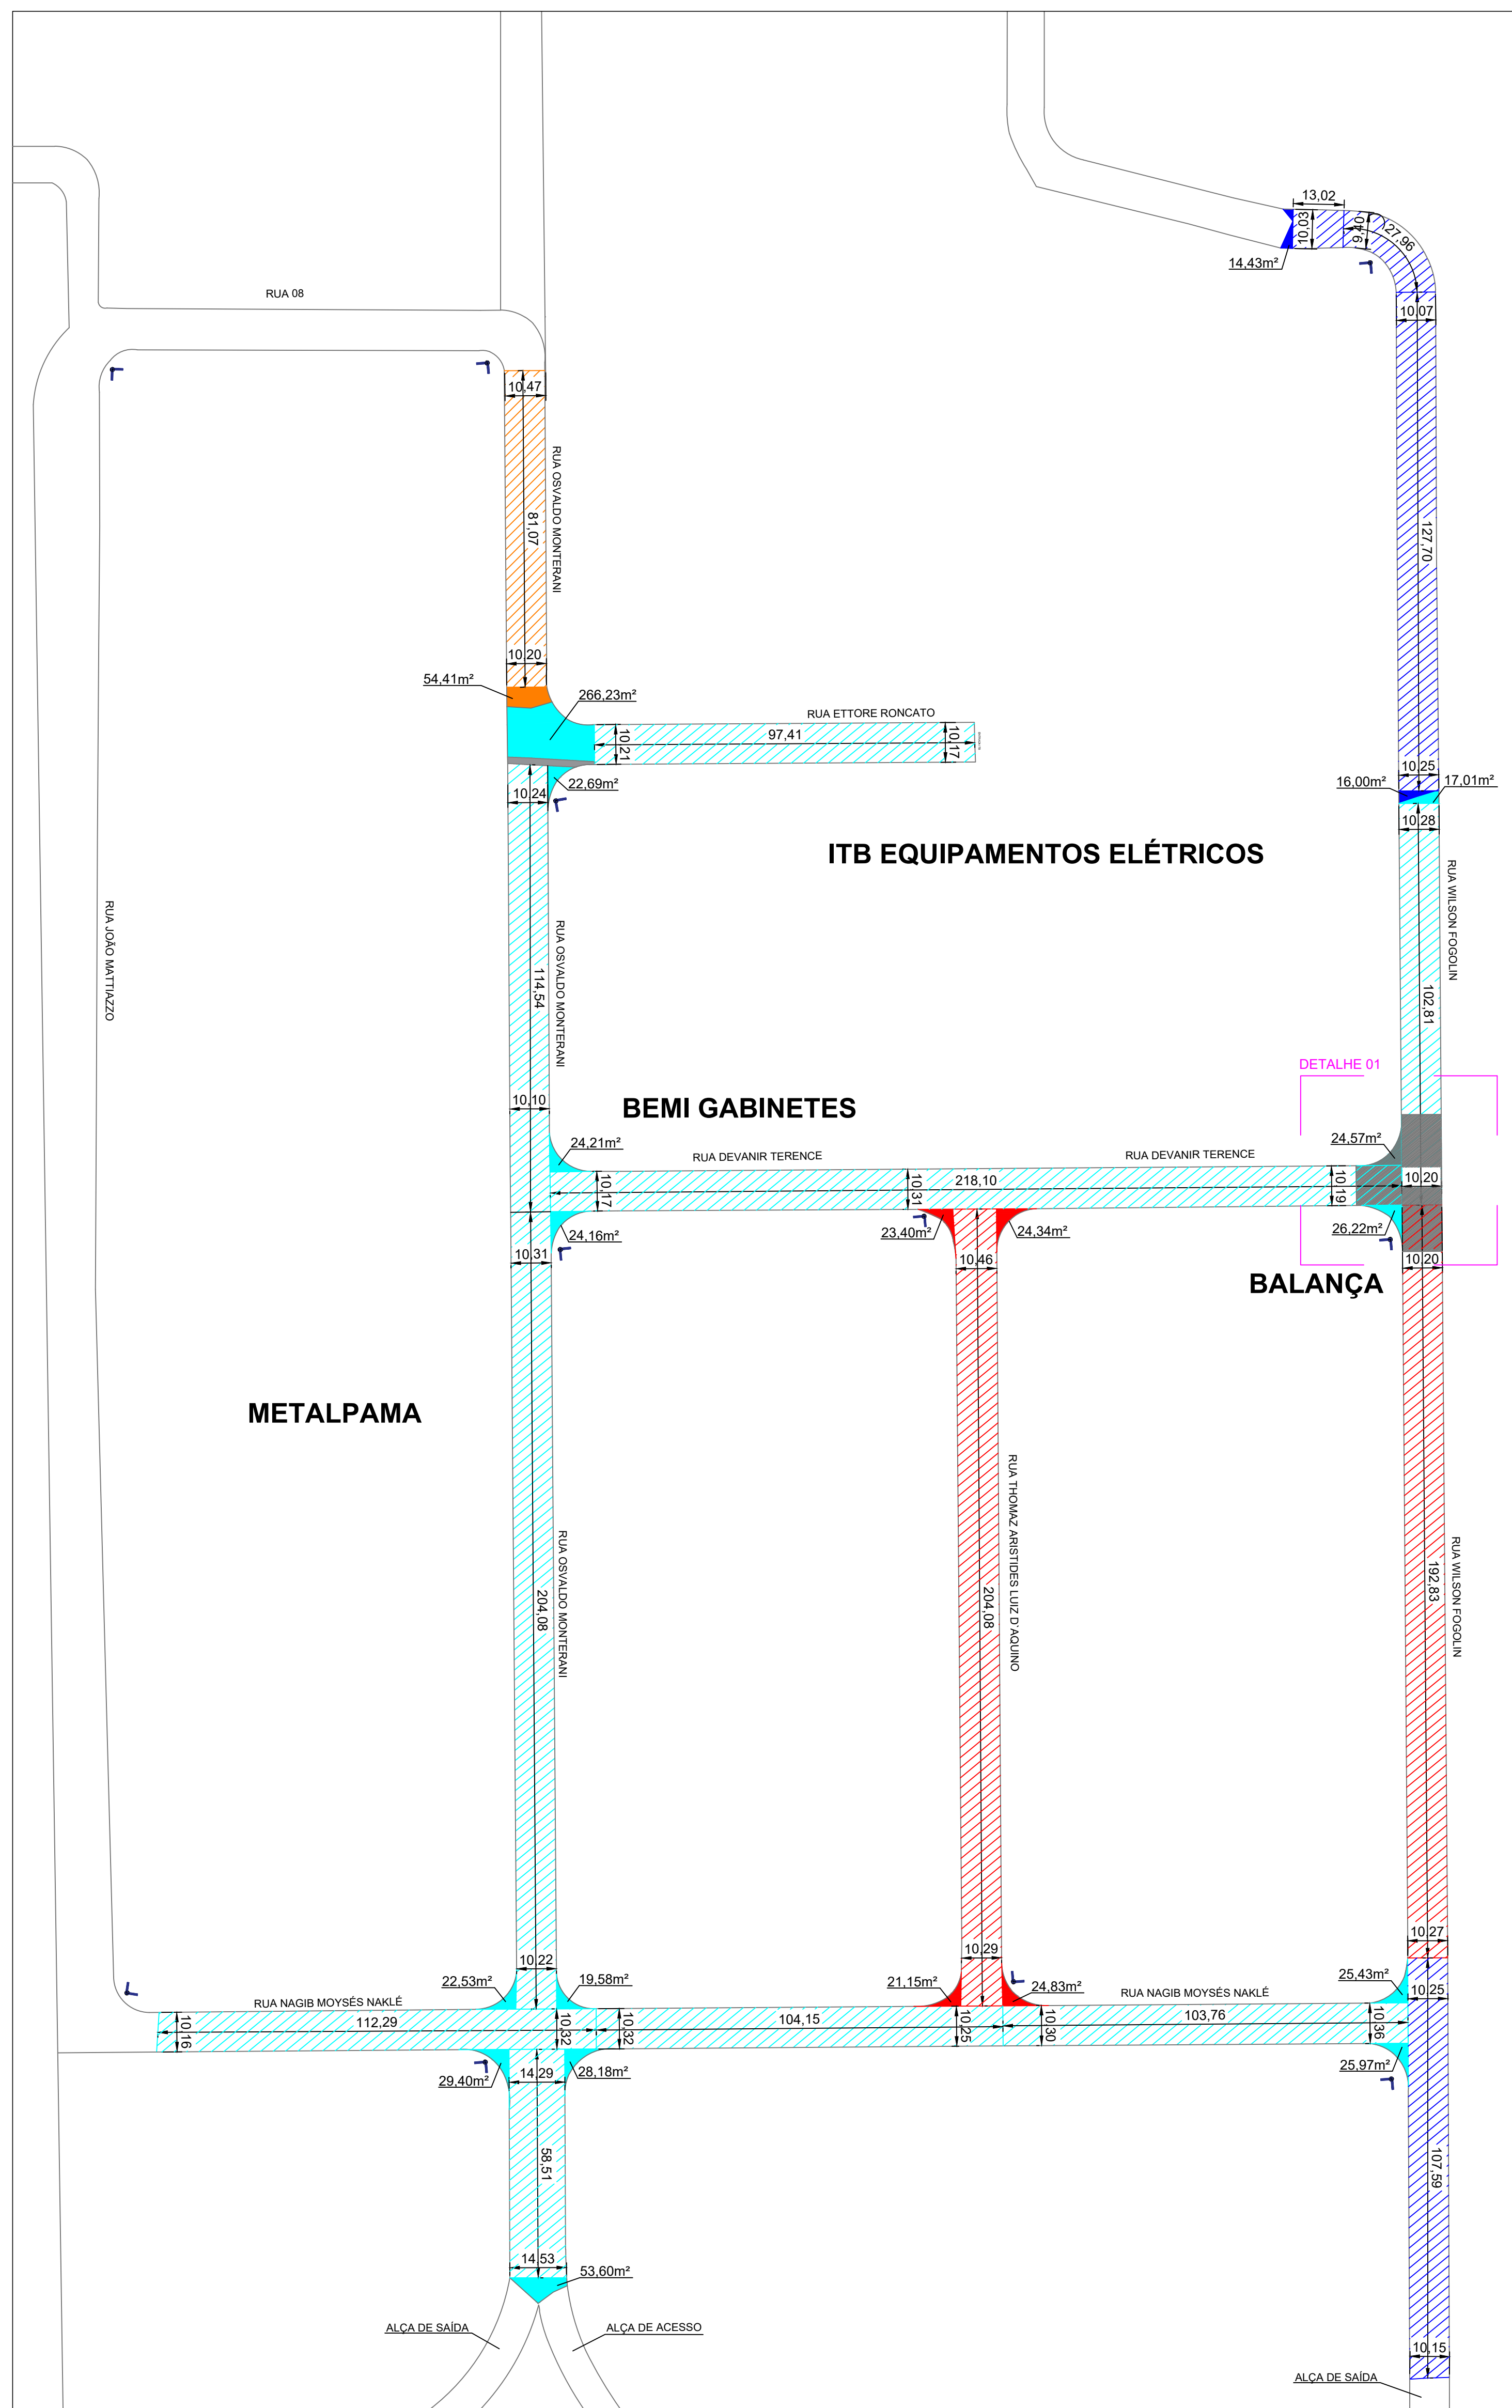 13,02
10,03
9,40
27,96
14,43m²
RUA 08
10,07
10,47
RUA OSVALDO MONTERANI
81,07
127,70
10,20
54,41m²
266,23m²
RUA ETTORE RONCATO
97,41
10,21
10,17
10,25
16,00m²
17,01m²
22,69m²
10,24
10,28
ITB EQUIPAMENTOS ELÉTRICOS
RUA WILSON FOGOLIN
RUA JOÃO MATTIAZZO
RUA OSVALDO MONTERANI
114,54
102,81
DETALHE 01
10,10
BEMI GABINETES
24,21m²
RUA DEVANIR TERENCE
RUA DEVANIR TERENCE
24,57m²
10,17
10,31
218,10
10,19
10,20
24,16m²
23,40m²
24,34m²
26,22m²
10,31
10,46
10,20
BALANÇA
METALPAMA
RUA OSVALDO MONTERANI
204,08
RUA THOMAZ ARISTIDES LUIZ D'AQUINO
204,08
RUA WILSON FOGOLIN
192,83
10,27
10,22
10,29
22,53m²
19,58m²
21,15m²
24,83m²
25,43m²
RUA NAGIB MOYSÉS NAKLÉ
RUA NAGIB MOYSÉS NAKLÉ
10,25
10,16
112,29
10,32
10,32
104,15
10,25
10,30
103,76
10,36
29,40m²
14,29
28,18m²
25,97m²
58,51
107,59
14,53
53,60m²
ALÇA DE SAÍDA
ALÇA DE ACESSO
10,15
ALÇA DE SAÍDA